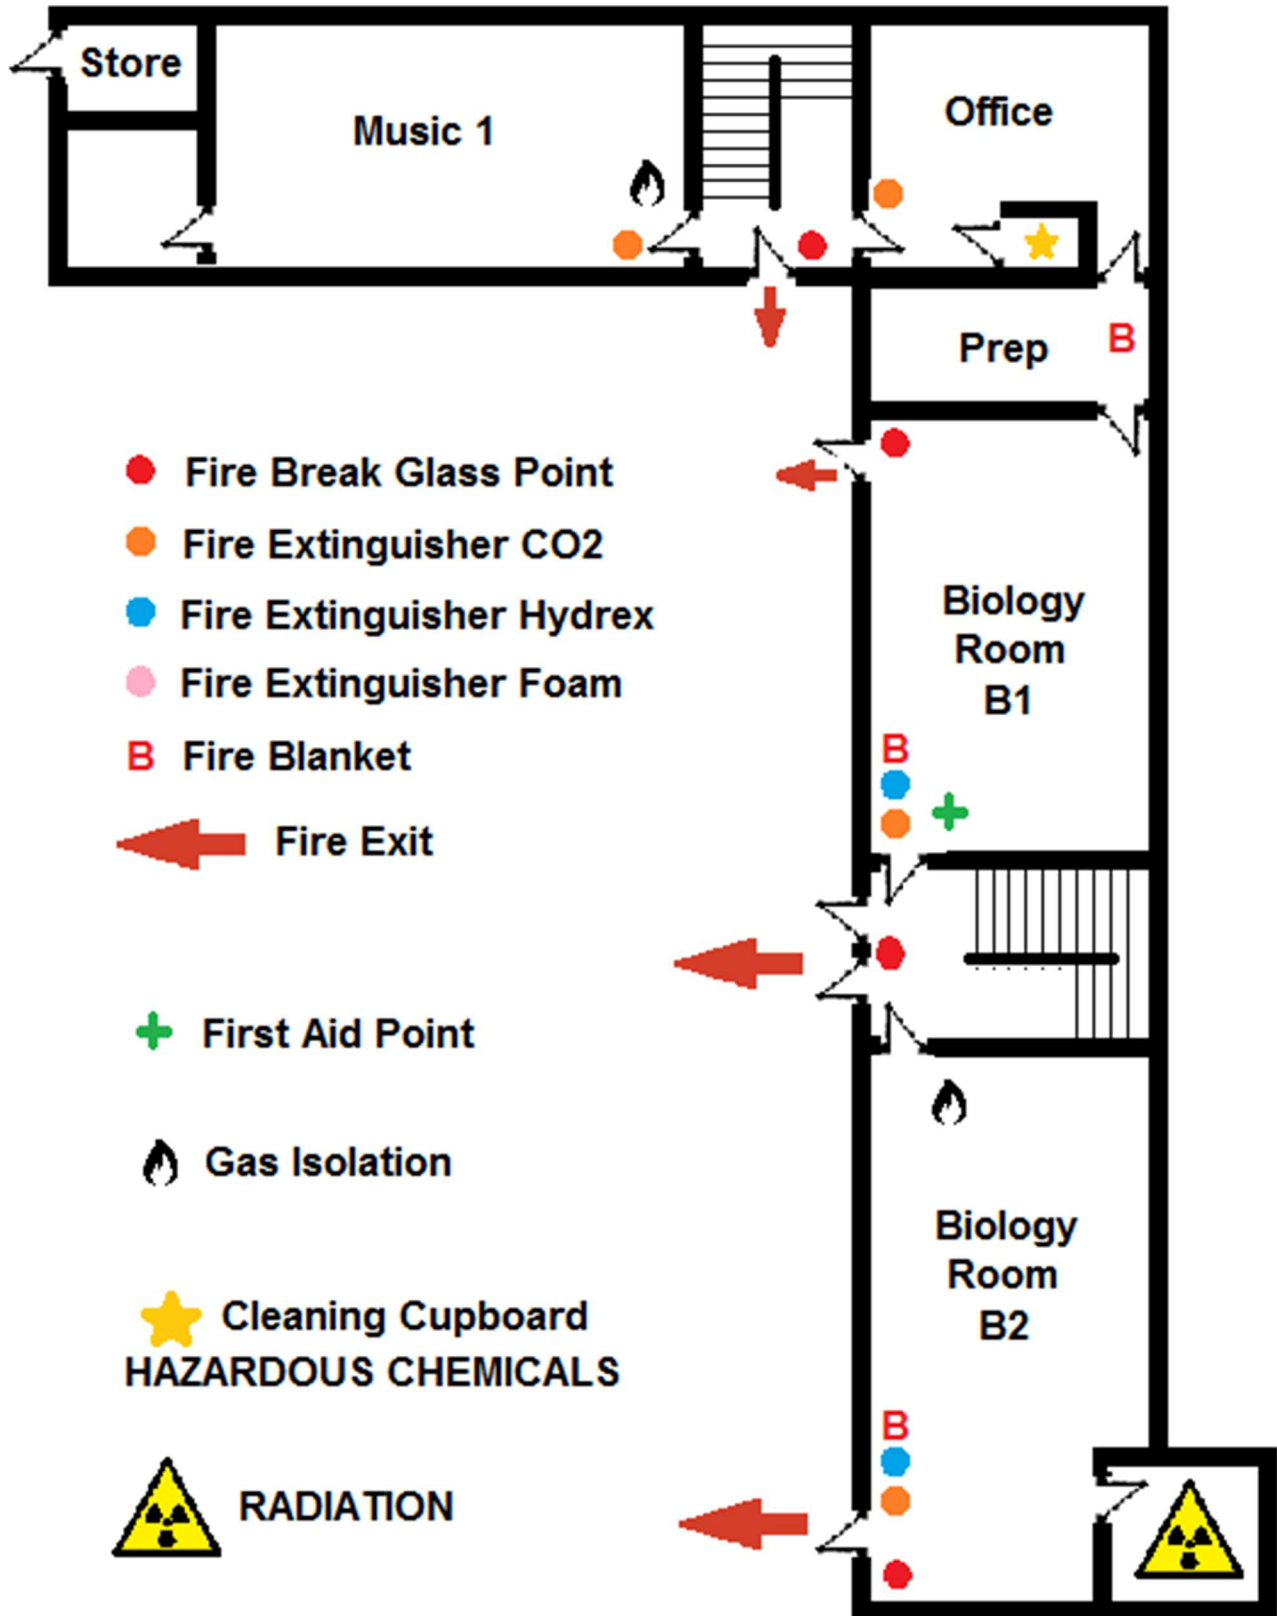 Store
Music 1
Office
Prep
B
Fire Break Glass Point
Fire Extinguisher CO2
Fire Extinguisher Hydrex
Fire Extinguisher Foam
B Fire Blanket
Fire Exit
Biology
Room
B1
B
First Aid Point
Gas Isolation
Cleaning Cupboard
HAZARDOUS CHEMICALS
RADIATION
Biology
Room
B2
B